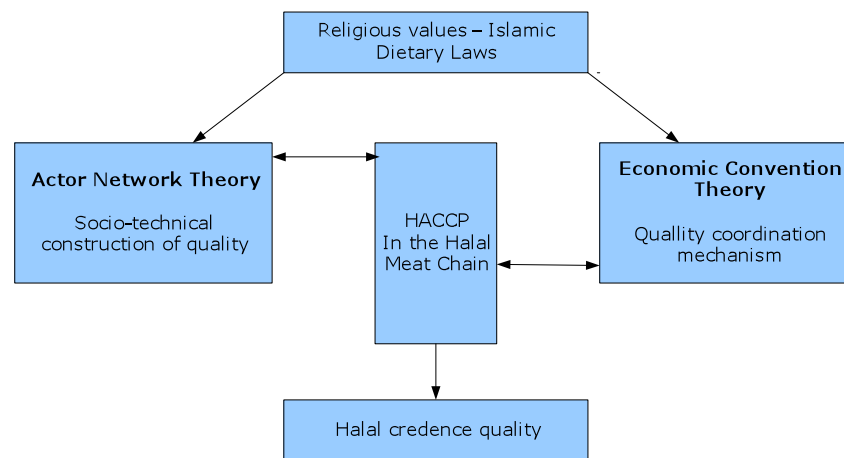 Religious values – Islamic
Dietary Laws
Actor Network Theory
Socio-technical
construction of quality
HACCP
In the Halal
Meat Chain
Economic Convention
Theory
Quallity coordination
mechanism
Halal credence quality